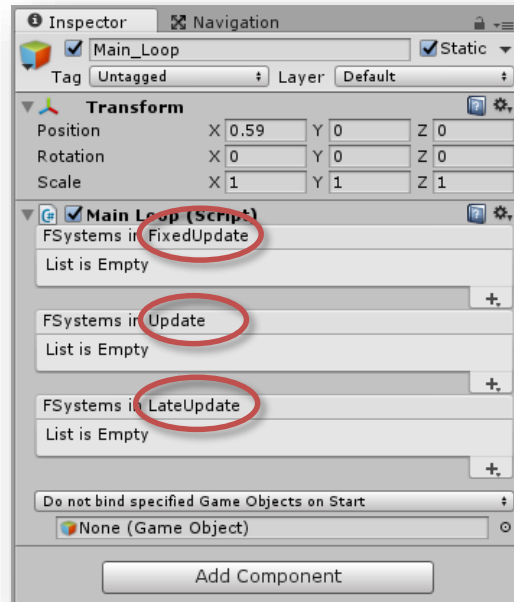 Inspector Navigation
Main_Loop Static
Tag Untagged Layer Default
Transform
Position X 0.59 Y 0 Z 0
Rotation X 0 Y 0 Z 0
Scale X 1 Y 1 Z 1
Main Loop (Script)
FSystems in FixedUpdate
List is Empty
FSystems in Update
List is Empty
FSystems in LateUpdate
List is Empty
Do not bind specified Game Objects on Start
None (Game Object)
Add Component